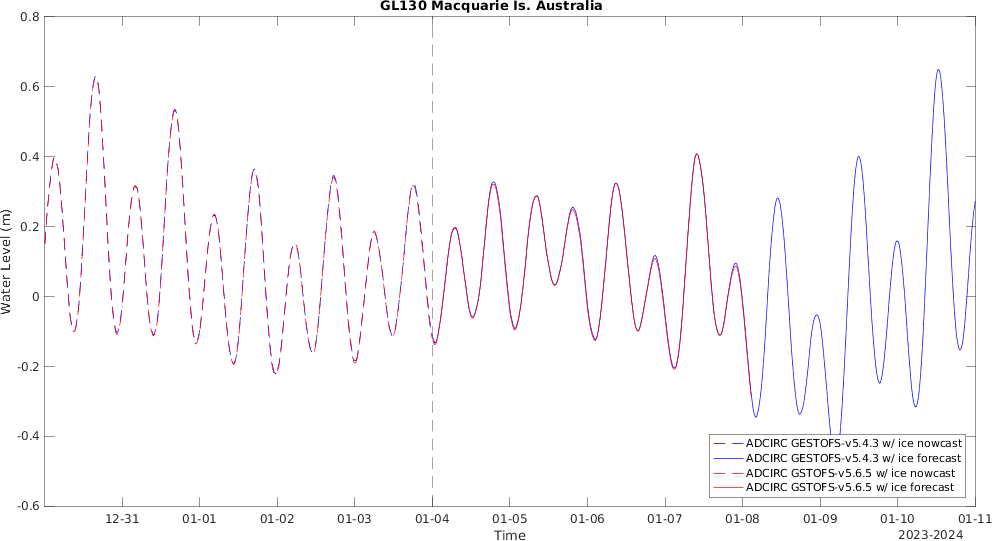 GL130 Macquarie Is. Australia
0.8
0.6
0.4
0.2
0
-0.2
-0.4
-0.6
Water Level (m)
ADCIRC GESTOFS-v5.4.3 w/ ice nowcast
ADCIRC GESTOFS-v5.4.3 w/ ice forecast
ADCIRC GSTOFS-v5.6.5 w/ ice nowcast
ADCIRC GSTOFS-v5.6.5 w/ ice forecast
12-31 01-01 01-02 01-03 01-04 01-05 01-06 01-07 01-08 01-09 01-10 01-11
Time
2023-2024